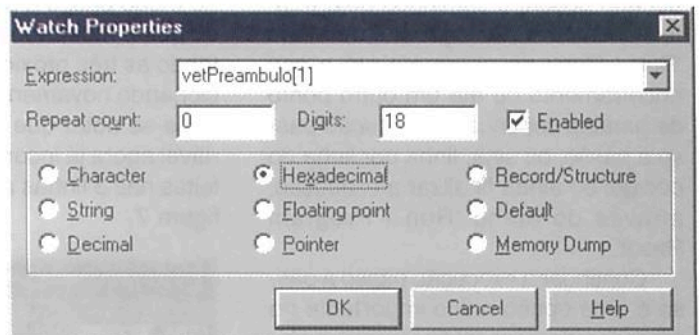 Watch Properties
Expression: vetPreambulo[1]
Repeat count: 0 Digits: 18 Enabled
Character Hexadecimal Record/Structure
String Floating point Default
Decimal Pointer Memory Dump
OK Cancel Help